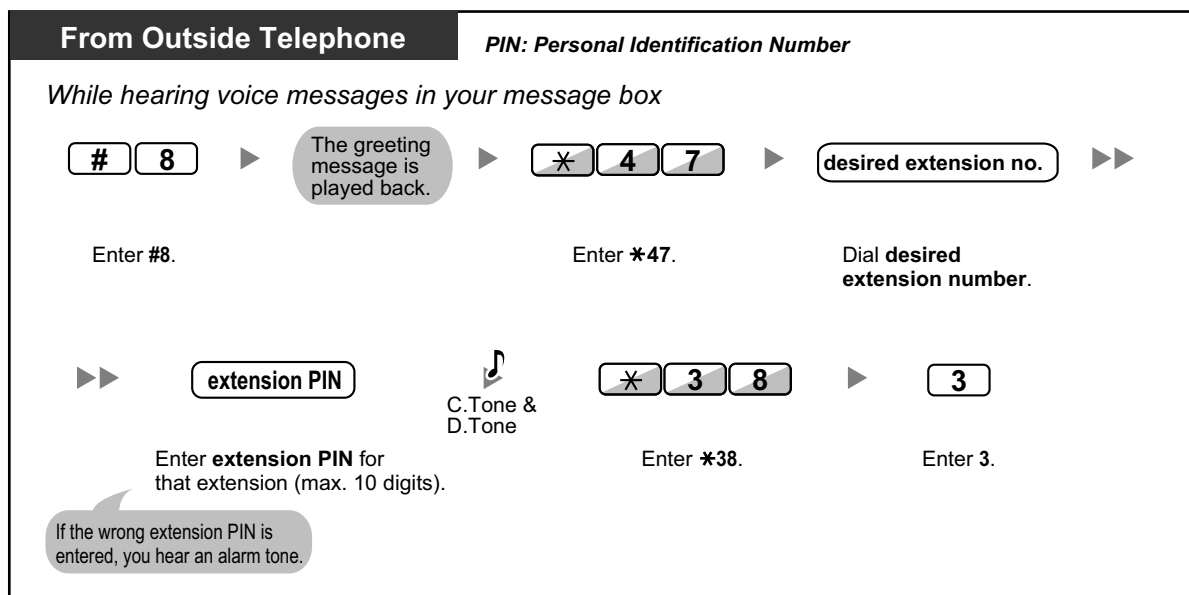 From Outside Telephone
PIN: Personal Identification Number
While hearing voice messages in your message box
# 8
The greeting
message is
played back.
* 4 7
desired extension no.
Enter #8.
Enter *47.
Dial desired
extension number.
extension PIN
C.Tone &
D.Tone
* 3 8
3
Enter extension PIN for
that extension (max. 10 digits).
Enter *38.
Enter 3.
If the wrong extension PIN is
entered, you hear an alarm tone.